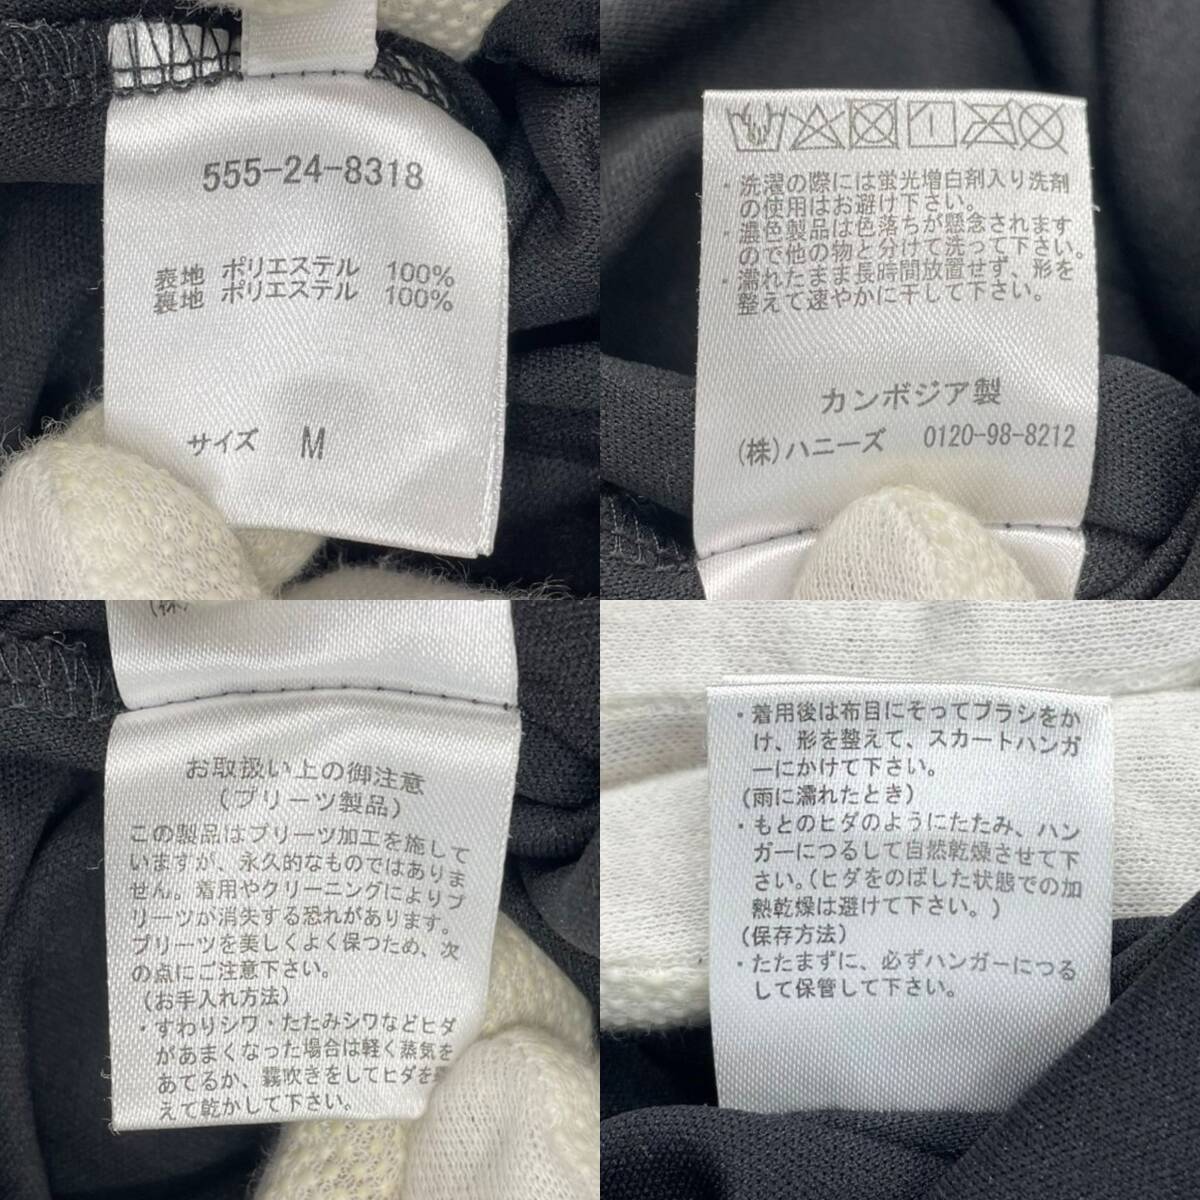 555-24-8318
表地 ポリエステル 100%
裏地 ポリエステル 100%
サイズ M
・洗濯の際には蛍光増白剤入り洗剤
の使用はお避け下さい。
・濃色製品は色落ちが懸念されます
ので他の物と分けて洗って下さい。
・濡れたまま長時間放置せず、形を
整えて速やかに干して下さい。
カンボジア製
(株)ハニーズ 0120-98-8212
お取扱い上の御注意
(プリーツ製品)
この製品はプリーツ加工を施して
いますが、永久的なものではありま
せん。着用やクリーニングによりプ
リーツが消失する恐れがあります。
プリーツを美しくよく保つため、次
の点にご注意下さい。
(お手入れ方法)
・すわりシワ・たたみシワなどヒダ
があまくなった場合は軽く蒸気を
あてるか、霧吹きをしてヒダを
えて乾かして下さい。
・着用後は布目にそってブラシをか
け、形を整えて、スカートハンガ
ーにかけて下さい。
(雨に濡れたとき)
・もとのヒダのようにたたみ、ハン
ガーにつるして自然乾燥させて下
さい。(ヒダをのばした状態での加
熱乾燥は避けて下さい。)
(保存方法)
・たたまずに、必ずハンガーにつる
して保管して下さい。